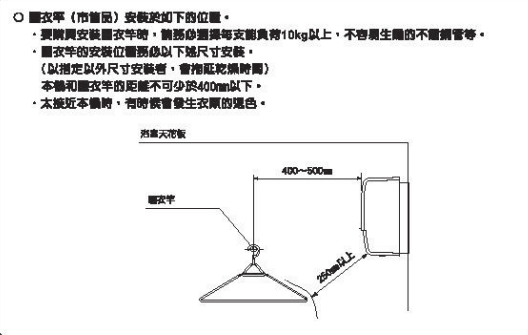 ○ 曬衣竿（市售品）安裝於如下的位置。
・要購買安裝曬衣竿時，請務必選擇每支能負荷10kg以上，不容易生鏽的不鏽鋼管等。
・曬衣竿的安裝位置務必以下述尺寸安裝。
（以指定以外尺寸安裝者，會拖延乾燥時間）
本機和曬衣竿的距離不可少於400mm以下。
・太接近本機時，有時候會發生衣類的褪色。
浴室天花板
400～500mm
曬衣竿
250mm以上